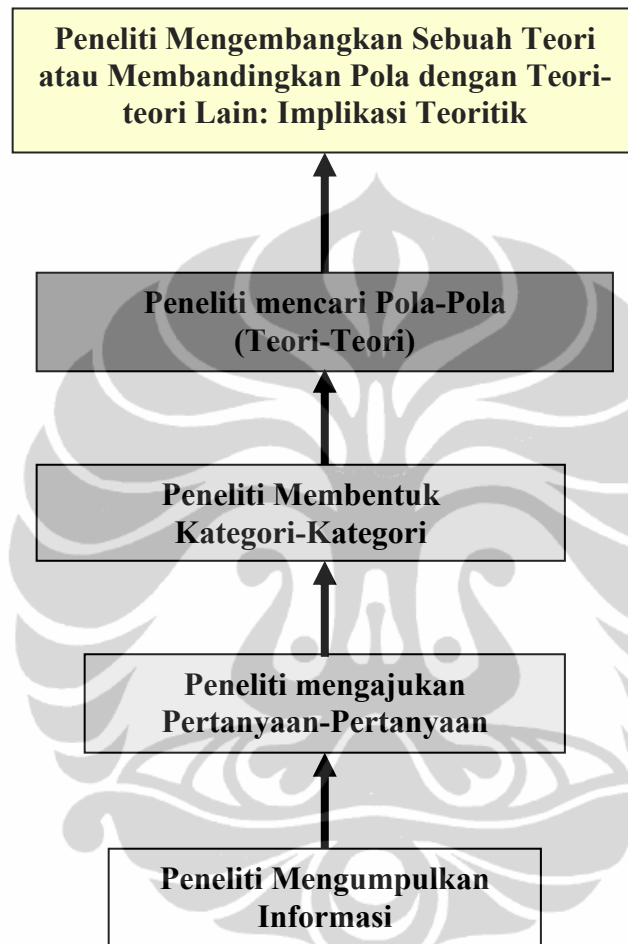 Peneliti Mengembangkan Sebuah Teori
atau Membandingkan Pola dengan Teori-
teori Lain: Implikasi Teoritik
Peneliti mencari Pola-Pola
(Teori-Teori)
Peneliti Membentuk
Kategori-Kategori
Peneliti mengajukan
Pertanyaan-Pertanyaan
Peneliti Mengumpulkan
Informasi